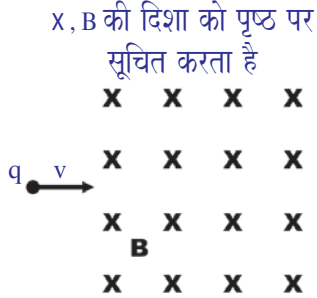 X, B की दिशा को पृष्ठ पर
सूचित करता है
X X X X
q v X X X X
X X X X
B
X X X X